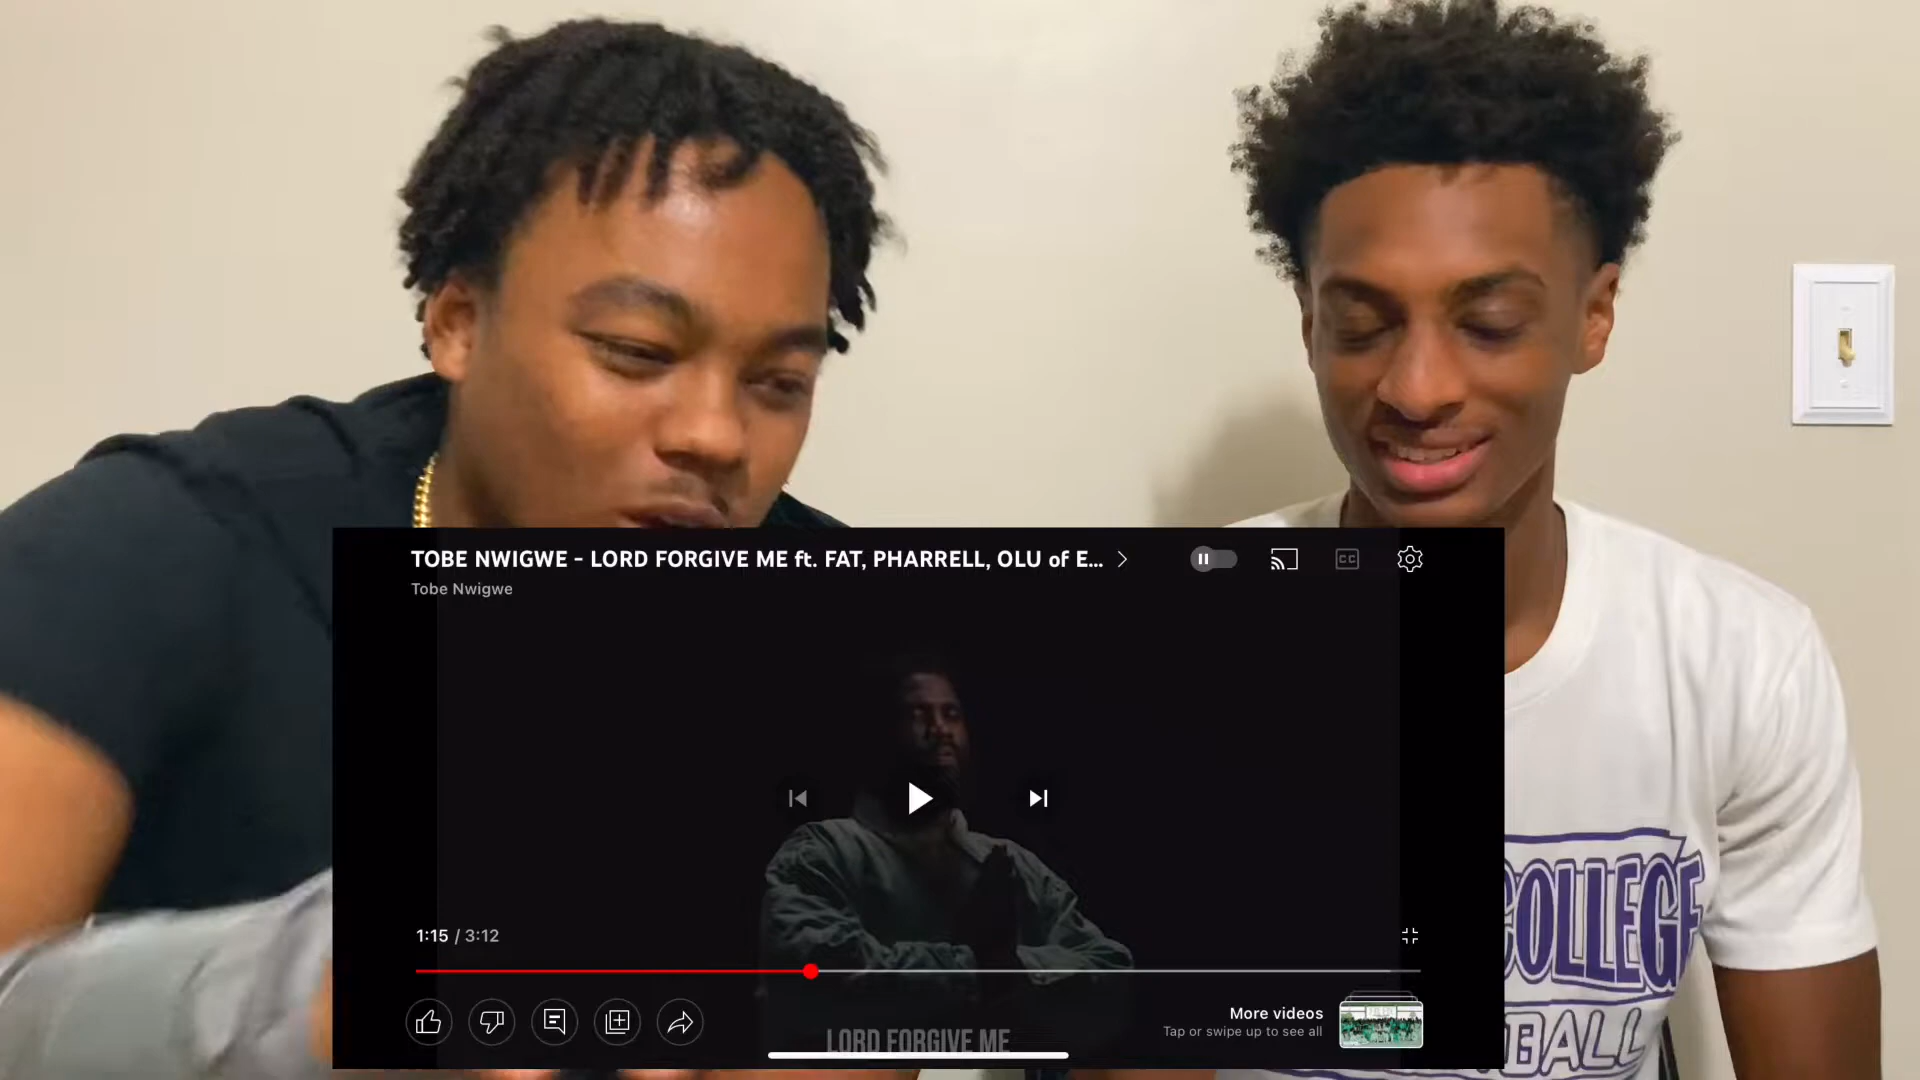 TOBE NWIGWE - LORD FORGIVE ME ft. FAT, PHARRELL, OLU of E...
Tobe Nwigwe
CC
1:15 / 3:12
More videos
Tap or swipe up to see all
LORD FORGIVE ME
COLLEGE